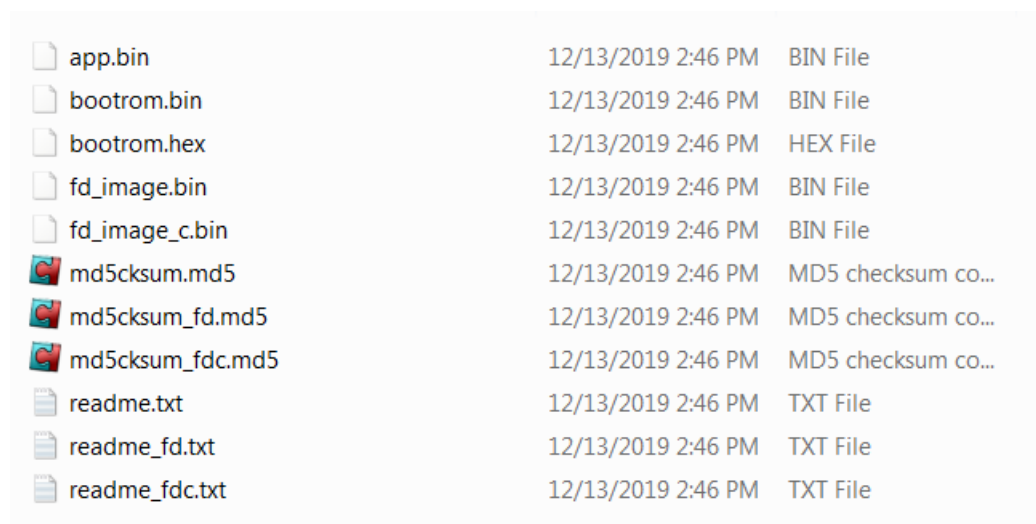 app.bin 12/13/2019 2:46 PM BIN File
bootrom.bin 12/13/2019 2:46 PM BIN File
bootrom.hex 12/13/2019 2:46 PM HEX File
fd_image.bin 12/13/2019 2:46 PM BIN File
fd_image_c.bin 12/13/2019 2:46 PM BIN File
md5cksum.md5 12/13/2019 2:46 PM MD5 checksum co...
md5cksum_fd.md5 12/13/2019 2:46 PM MD5 checksum co...
md5cksum_fdc.md5 12/13/2019 2:46 PM MD5 checksum co...
readme.txt 12/13/2019 2:46 PM TXT File
readme_fd.txt 12/13/2019 2:46 PM TXT File
readme_fdc.txt 12/13/2019 2:46 PM TXT File